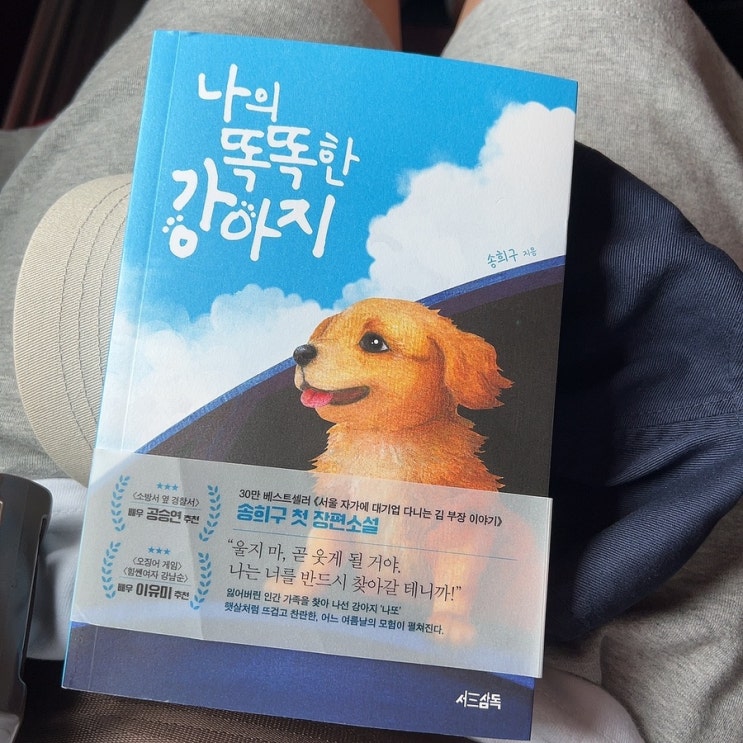 나의
똑똑한
강아지
송희구 지음
★★★
〈소방서 옆 경찰서〉
배우 공승연 추천
★★★
〈오징어 게임〉
〈힘쎈여자 강남순〉
배우 이유미 추천
30만 베스트셀러 《서울 자가에 대기업 다니는 김 부장 이야기》
송희구 첫 장편소설
“울지 마, 곧 웃게 될 거야.
나는 너를 반드시 찾아갈 테니까!”
잃어버린 인간 가족을 찾아 나선 강아지 ‘나또’
햇살처럼 뜨겁고 찬란한, 어느 여름날의 모험이 펼쳐진다.
서삼독